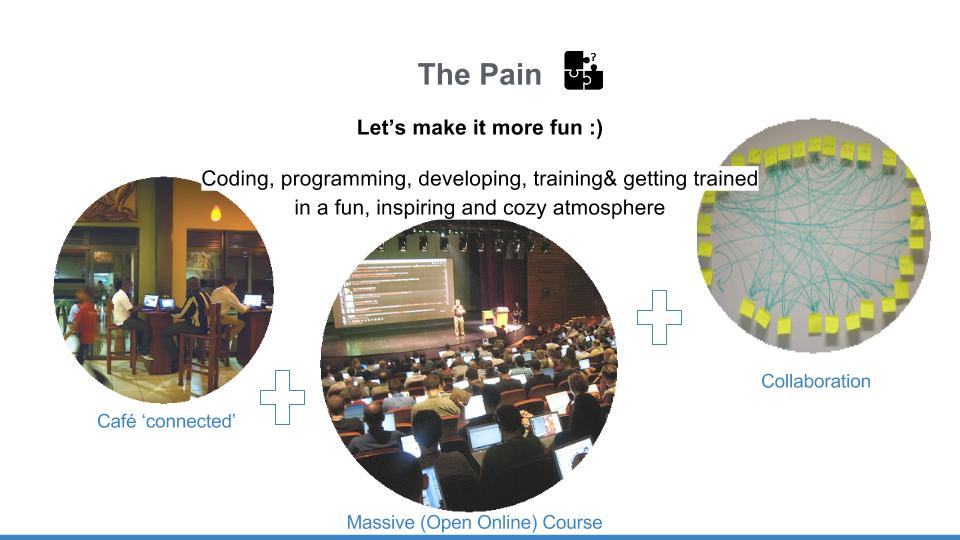 The Pain
?
Let’s make it more fun :)
Coding, programming, developing, training& getting trained
in a fun, inspiring and cozy atmosphere
Café ‘connected’
Collaboration
Massive (Open Online) Course